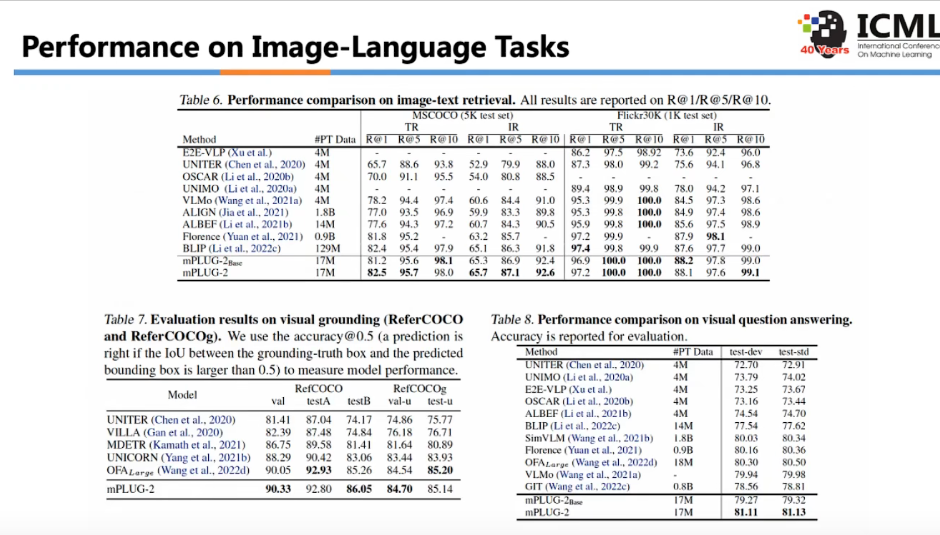 Performance on Image-Language Tasks
ICML
International Conferenc
On Machine Learning
40 Years
Table 6. Performance comparison on image-text retrieval. All results are reported on R@1/R@5/R@10.
MSCOCO (5K test set) Flickr30K (1K test set)
TR IR TR IR
Method #PT Data R@1 R@5 R@10 R@1 R@5 R@10 R@1 R@5 R@10 R@1 R@5 R@10
E2E-VLP (Xu et al.) 4M - - - - - - 86.2 97.5 98.92 73.6 92.4 96.0
UNITER (Chen et al., 2020) 4M 65.7 88.6 93.8 52.9 79.9 88.0 87.3 98.0 99.2 75.6 94.1 96.8
OSCAR (Li et al., 2020b) 4M 70.0 91.1 95.5 54.0 80.8 88.5 - - - - - -
UNIMO (Li et al., 2020a) 4M - - - - - - 89.4 98.9 99.8 78.0 94.2 97.1
VLMo (Wang et al., 2021a) 4M 78.2 94.4 97.4 60.6 84.4 91.0 95.3 99.9 100.0 84.5 97.3 98.6
ALIGN (Jia et al., 2021) 1.8B 77.0 93.5 96.9 59.9 83.3 89.8 95.3 99.8 100.0 84.9 97.4 98.6
ALBEF (Li et al., 2021b) 14M 77.6 94.3 97.2 60.7 84.3 90.5 95.9 99.8 100.0 85.6 97.5 98.9
Florence (Yuan et al., 2021) 0.9B 81.8 95.2 - 63.2 85.7 - 97.2 99.9 - 87.9 98.1 -
BLIP (Li et al., 2022c) 129M 82.4 95.4 97.9 65.1 86.3 91.8 97.4 99.8 99.9 87.6 97.7 99.0
mPLUG-2Base 17M 81.2 95.6 98.1 65.3 86.9 92.4 96.9 100.0 100.0 88.2 97.8 99.0
mPLUG-2 17M 82.5 95.7 98.0 65.7 87.1 92.6 97.2 100.0 100.0 88.1 97.6 99.1
Table 7. Evaluation results on visual grounding (ReferCOCO
and ReferCOCOg). We use the accuracy@0.5 (a prediction is
right if the IoU between the grounding-truth box and the predicted
bounding box is larger than 0.5) to measure model performance.
Model RefCOCO RefCOCOg
val testA testB val-u test-u
UNITER (Chen et al., 2020) 81.41 87.04 74.17 74.86 75.77
VILLA (Gan et al., 2020) 82.39 87.48 74.84 76.18 76.71
MDETR (Kamath et al., 2021) 86.75 89.58 81.41 81.64 80.89
UNICORN (Yang et al., 2021b) 88.29 90.42 83.06 83.44 83.93
OFALarge (Wang et al., 2022d) 90.05 92.93 85.26 84.54 85.20
mPLUG-2 90.33 92.80 86.05 84.70 85.14
Table 8. Performance comparison on visual question answering.
Accuracy is reported for evaluation.
Method #PT Data test-dev test-std
UNITER (Chen et al., 2020) 4M 72.70 72.91
UNIMO (Li et al., 2020a) 4M 73.79 74.02
E2E-VLP (Xu et al.) 4M 73.25 73.67
OSCAR (Li et al., 2020b) 4M 73.16 73.44
ALBEF (Li et al., 2021b) 4M 74.54 74.70
BLIP (Li et al., 2022c) 14M 77.54 77.62
SimVLM (Wang et al., 2021b) 1.8B 80.03 80.34
Florence (Yuan et al., 2021) 0.9B 80.16 80.36
OFALarge (Wang et al., 2022d) 18M 80.30 80.50
VLMo (Wang et al., 2021a) - 79.94 79.98
GIT (Wang et al., 2022c) 0.8B 78.56 78.81
mPLUG-2Base 17M 79.27 79.32
mPLUG-2 17M 81.11 81.13